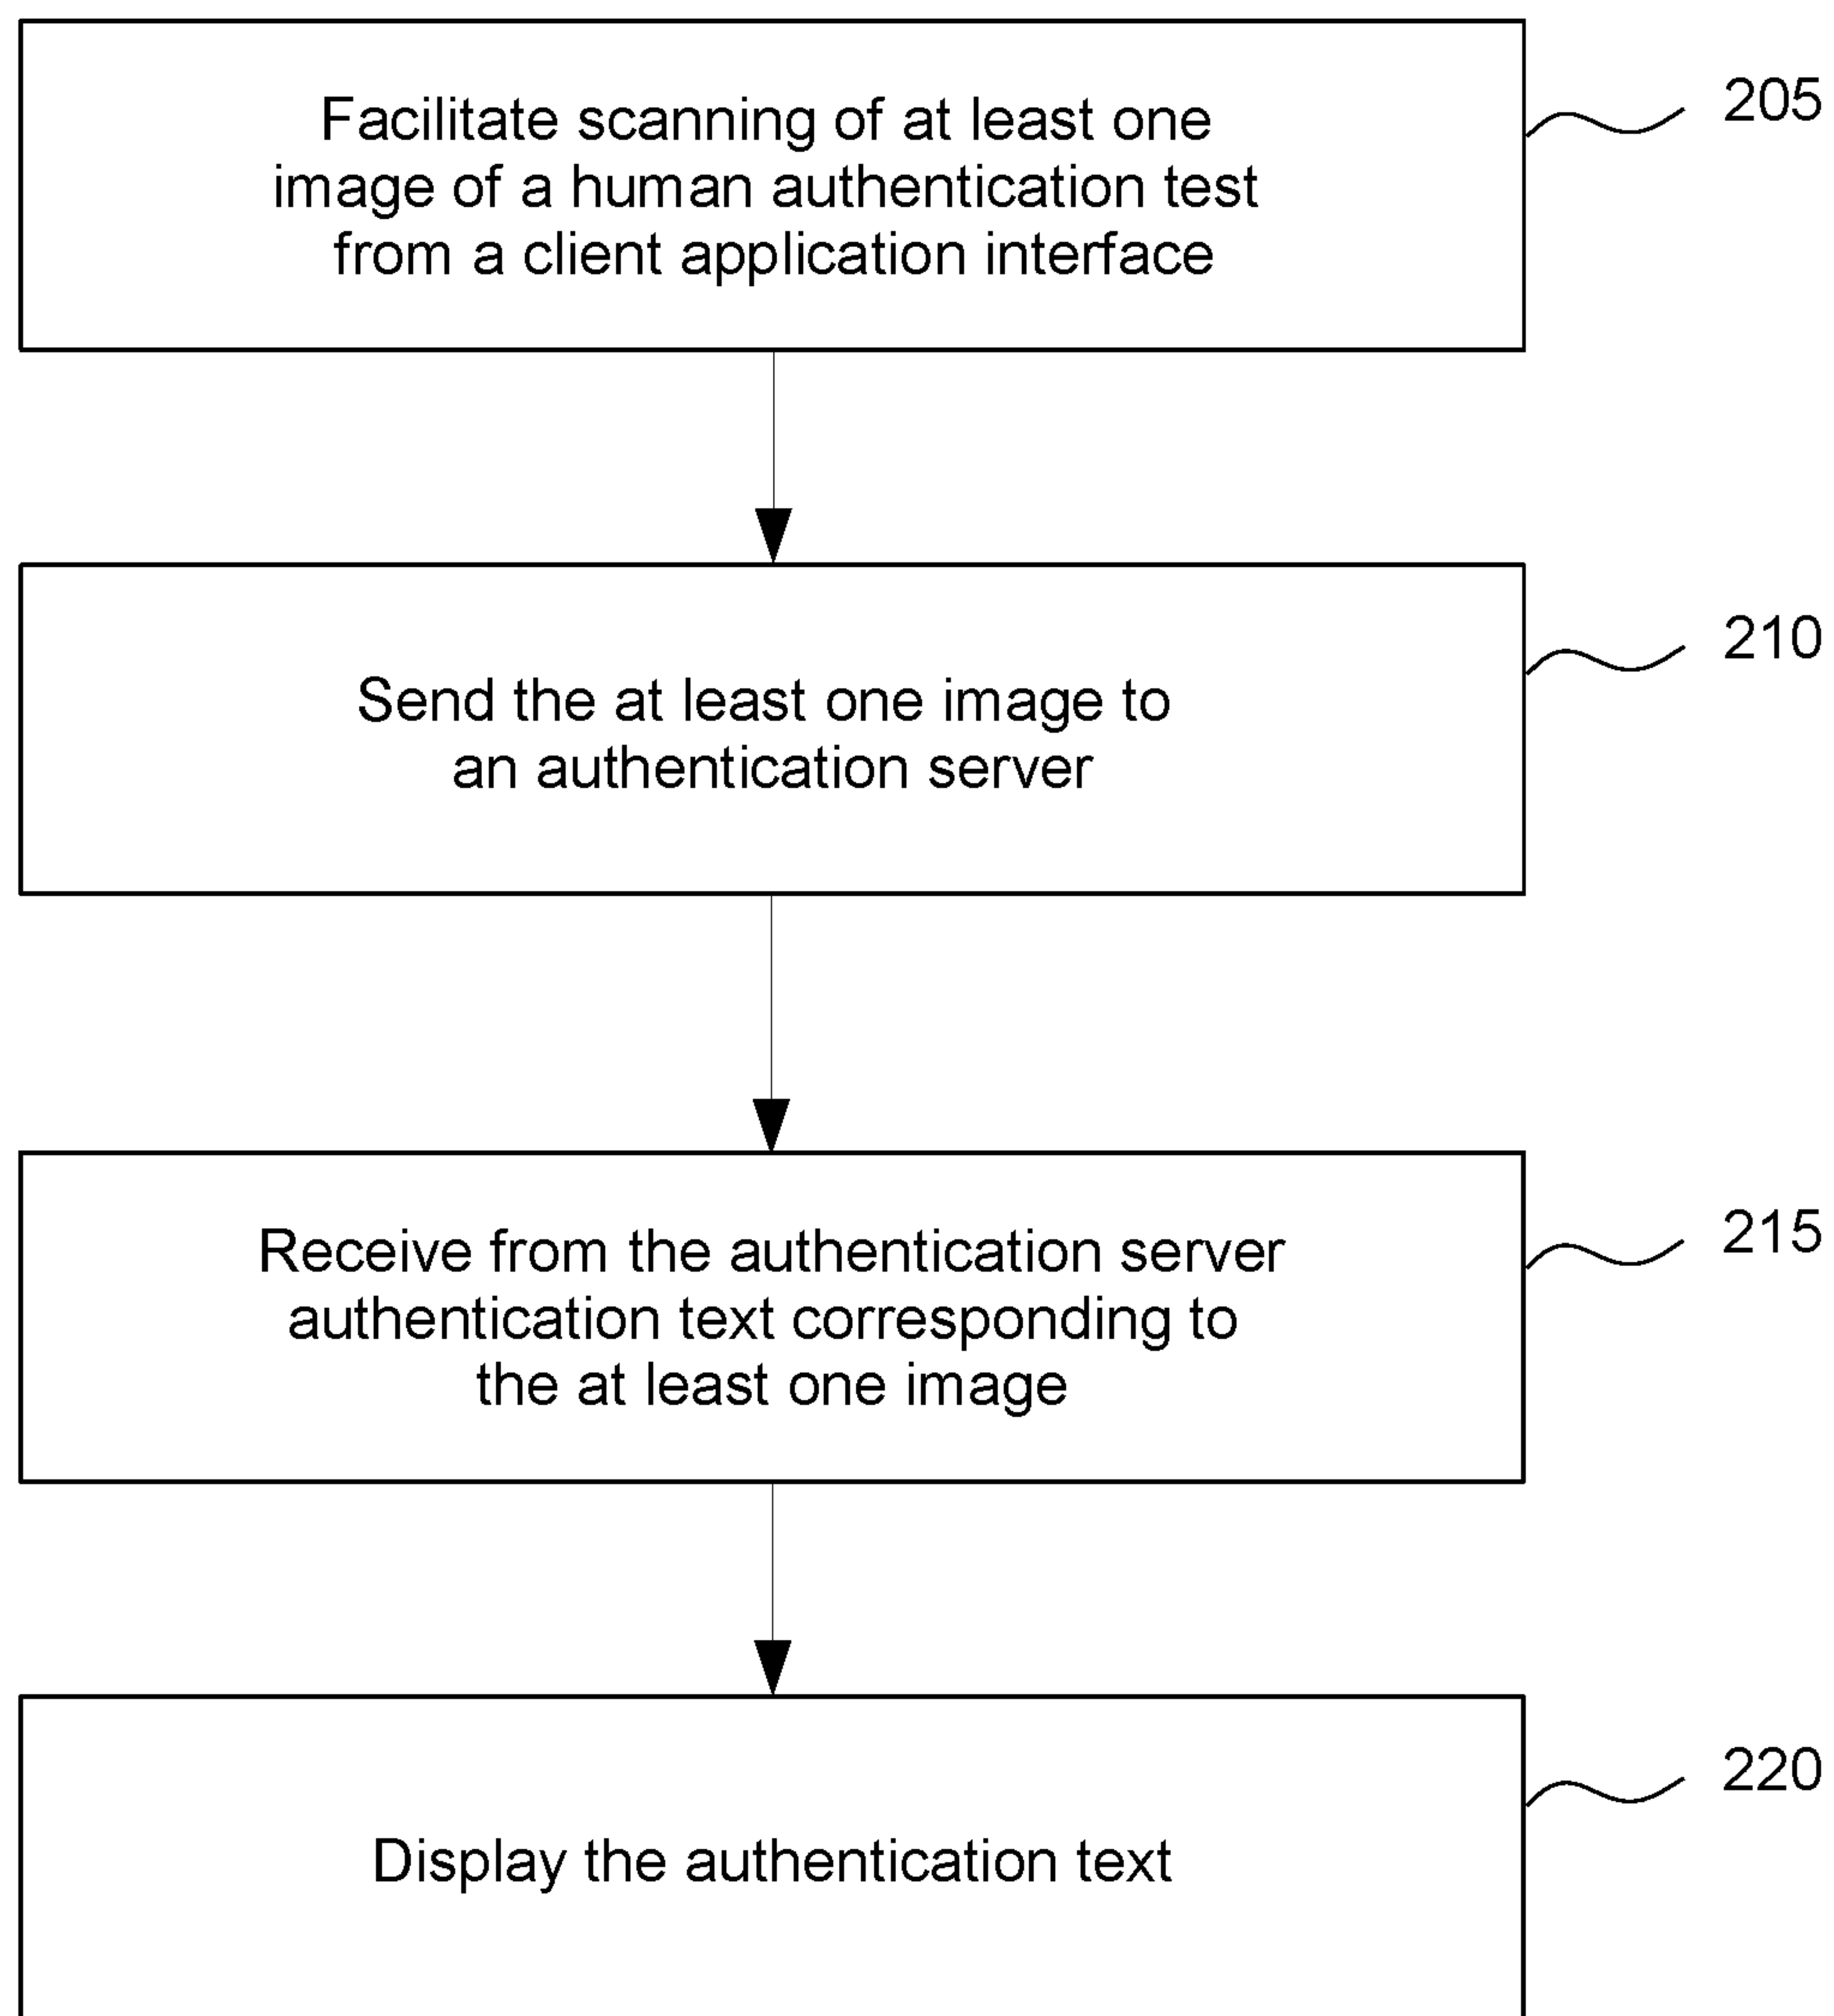 Facilitate scanning of at least one
image of a human authentication test
from a client application interface
205
Send the at least one image to
an authentication server
210
Receive from the authentication server
authentication text corresponding to
the at least one image
215
Display the authentication text
220